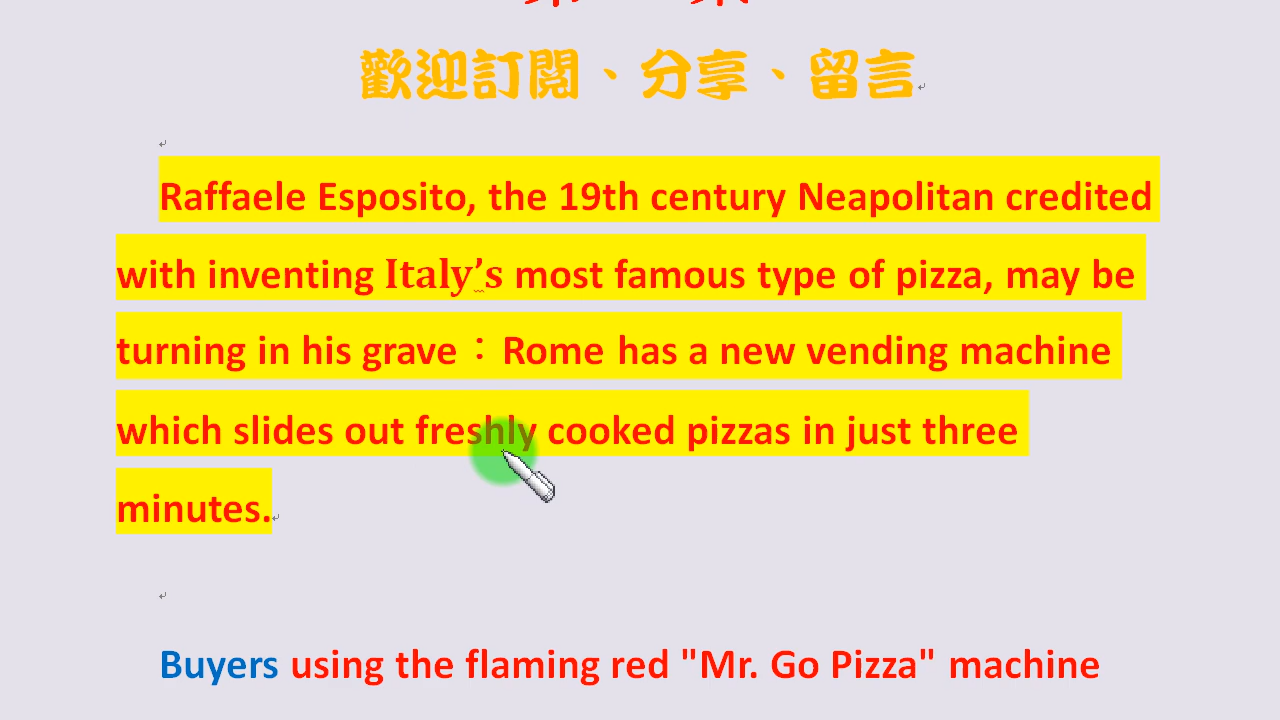 歡迎訂閱、分享、留言
Raffaele Esposito, the 19th century Neapolitan credited
with inventing Italy’s most famous type of pizza, may be
turning in his grave：Rome has a new vending machine
which slides out freshly cooked pizzas in just three
minutes.
Buyers using the flaming red "Mr. Go Pizza" machine